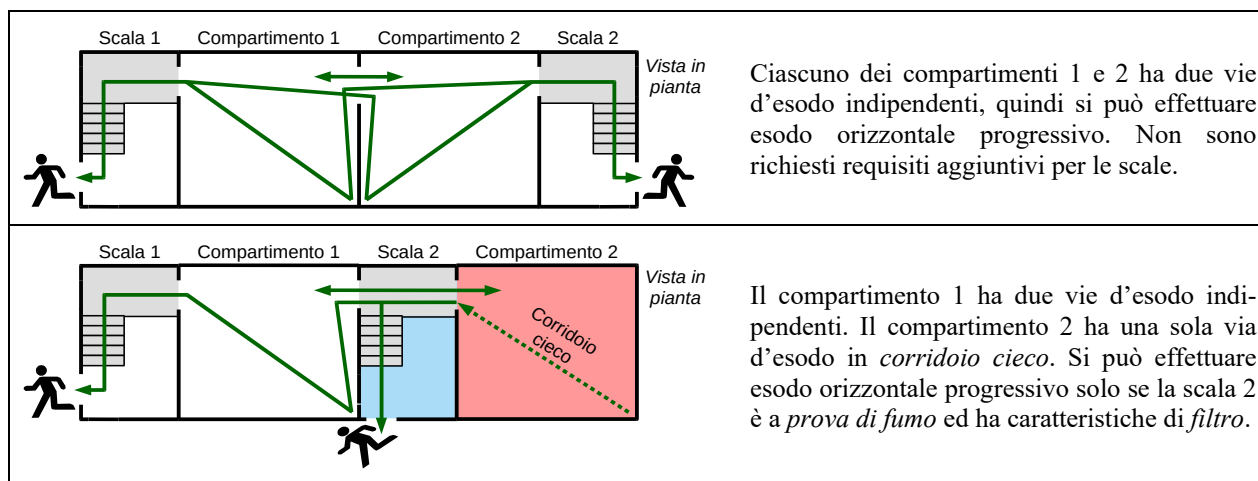 Scala 1 Compartimento 1 Compartimento 2 Scala 2
Vista in
pianta
Ciascuno dei compartimenti 1 e 2 ha due vie
d’esodo indipendenti, quindi si può effettuare
esodo orizzontale progressivo. Non sono
richiesti requisiti aggiuntivi per le scale.
Scala 1 Compartimento 1 Scala 2 Compartimento 2
Vista in
pianta
Corridoio
cieco
Il compartimento 1 ha due vie d’esodo indi-
pendenti. Il compartimento 2 ha una sola via
d’esodo in corridoio cieco. Si può effettuare
esodo orizzontale progressivo solo se la scala 2
è a prova di fumo ed ha caratteristiche di filtro.